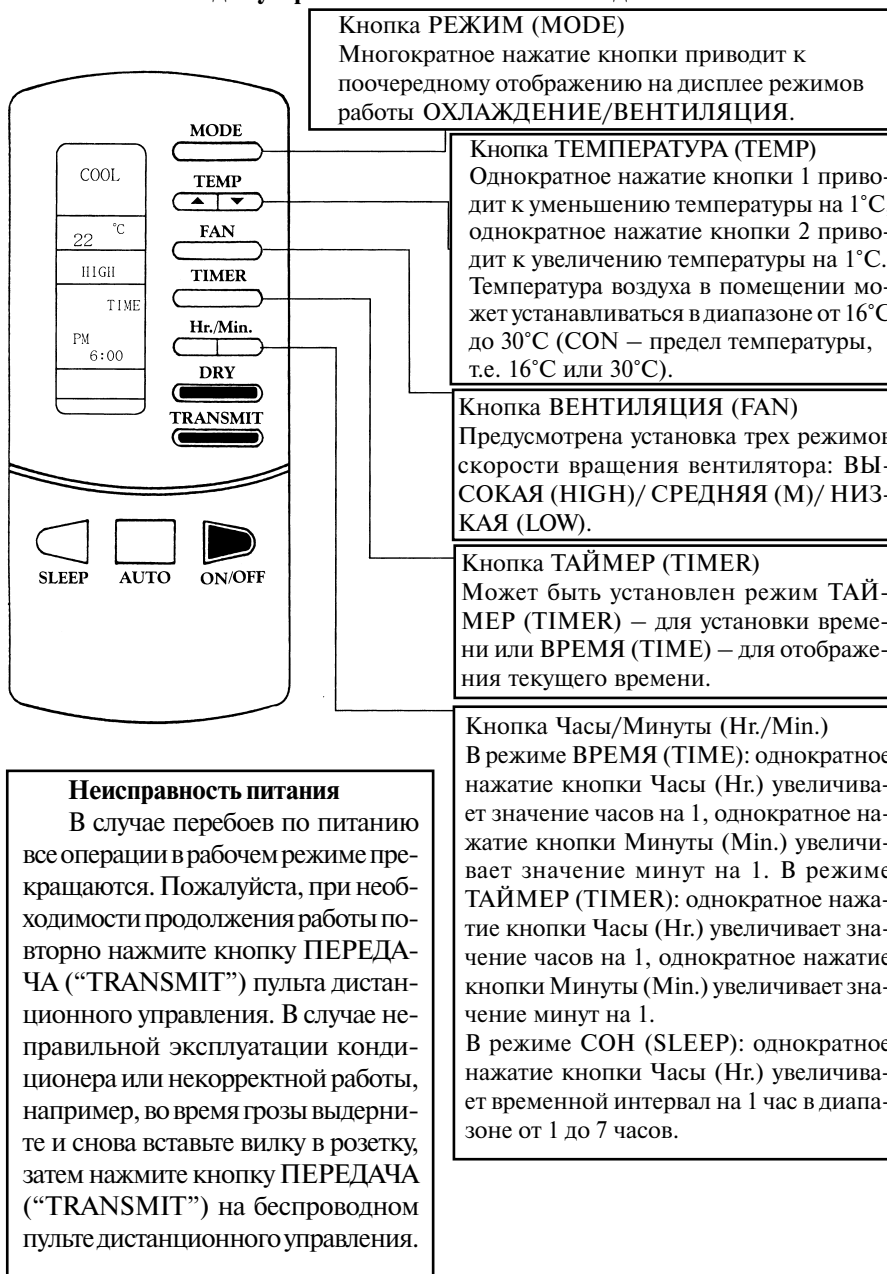 Кнопка РЕЖИМ (MODE)
Многократное нажатие кнопки приводит к
поочередному отображению на дисплее режимов
работы ОХЛАЖДЕНИЕ/ВЕНТИЛЯЦИЯ.
MODE
COOL
TEMP
22 °C
FAN
HIGH
TIMER
TIME
Hr./Min.
PM
6:00
DRY
TRANSMIT
SLEEP AUTO ON/OFF
Кнопка ТЕМПЕРАТУРА (TEMP)
Однократное нажатие кнопки 1 приво-
дит к уменьшению температуры на 1°C
однократное нажатие кнопки 2 приво-
дит к увеличению температуры на 1°C.
Температура воздуха в помещении мо-
жет устанавливаться в диапазоне от 16°C
до 30°C (CON – предел температуры,
т.е. 16°C или 30°C).
Кнопка ВЕНТИЛЯЦИЯ (FAN)
Предусмотрена установка трех режимов
скорости вращения вентилятора: ВЫ-
СОКАЯ (HIGH)/ СРЕДНЯЯ (M)/ НИЗ-
КАЯ (LOW).
Кнопка ТАЙМЕР (TIMER)
Может быть установлен режим ТАЙ-
МЕР (TIMER) – для установки време-
ни или ВРЕМЯ (TIME) – для отображе-
ния текущего времени.
Кнопка Часы/Минуты (Hr./Min.)
В режиме ВРЕМЯ (TIME): однократное
нажатие кнопки Часы (Hr.) увеличива-
ет значение часов на 1, однократное на-
жатие кнопки Минуты (Min.) увеличи-
вает значение минут на 1. В режиме
ТАЙМЕР (TIMER): однократное нажа-
тие кнопки Часы (Hr.) увеличивает зна-
чение часов на 1, однократное нажатие
кнопки Минуты (Min.) увеличивает зна-
чение минут на 1.
В режиме СОН (SLEEP): однократное
нажатие кнопки Часы (Hr.) увеличива-
ет временной интервал на 1 час в диапа-
зоне от 1 до 7 часов.
Неисправность питания
В случае перебоев по питанию
все операции в рабочем режиме пре-
кращаются. Пожалуйста, при необ-
ходимости продолжения работы по-
вторно нажмите кнопку ПЕРЕДА-
ЧА (“TRANSMIT”) пульта дистан-
ционного управления. В случае не-
правильной эксплуатации конди-
ционера или некорректной работы,
например, во время грозы выдерни-
те и снова вставьте вилку в розетку,
затем нажмите кнопку ПЕРЕДАЧА
(“TRANSMIT”) на беспроводном
пульте дистанционного управления.